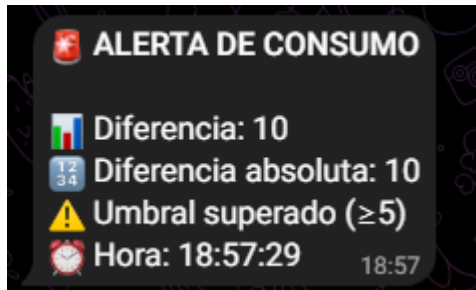 🚨 ALERTA DE CONSUMO
📊 Diferencia: 10
🔢 Diferencia absoluta: 10
⚠️ Umbral superado (≥5)
⏰ Hora: 18:57:29
18:57